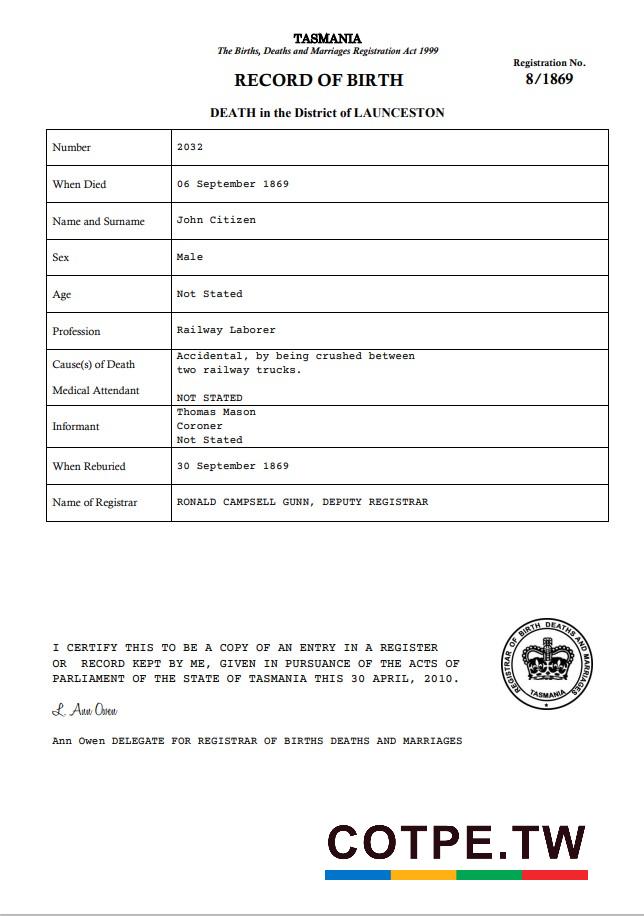 TASMANIA
The Births, Deaths and Marriages Registration Act 1999
Registration No.
8/1869
RECORD OF BIRTH
DEATH in the District of LAUNCESTON
Number 2032
When Died 06 September 1869
Name and Surname John Citizen
Sex Male
Age Not Stated
Profession Railway Laborer
Cause(s) of Death Accidental, by being crushed between
two railway trucks.
Medical Attendant NOT STATED
Informant Thomas Mason
Coroner
Not Stated
When Reburied 30 September 1869
Name of Registrar RONALD CAMPSELL GUNN, DEPUTY REGISTRAR
I CERTIFY THIS TO BE A COPY OF AN ENTRY IN A REGISTER
OR RECORD KEPT BY ME, GIVEN IN PURSUANCE OF THE ACTS OF
PARLIAMENT OF THE STATE OF TASMANIA THIS 30 APRIL, 2010.
L. Ann Owen
Ann Owen DELEGATE FOR REGISTRAR OF BIRTHS DEATHS AND MARRIAGES
REGISTRAR OF BIRTH DEATHS AND MARRIAGES
TASMANIA
COTPE.TW